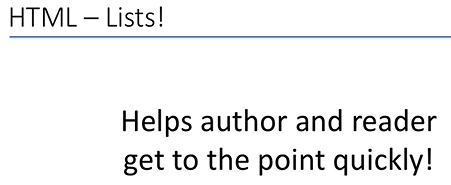 HTML – Lists!
Helps author and reader
get to the point quickly!